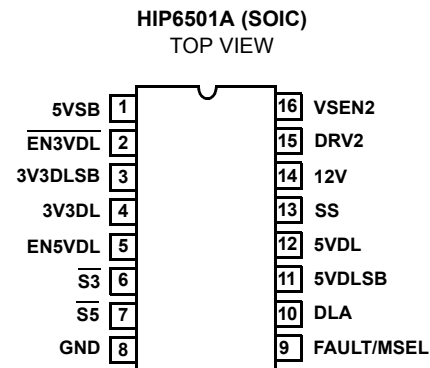 HIP6501A (SOIC)
TOP VIEW
5VSB 1 16 VSEN2
EN3VDL 2 15 DRV2
3V3DLSB 3 14 12V
3V3DL 4 13 SS
EN5VDL 5 12 5VDL
S3 6 11 5VDLSB
S5 7 10 DLA
GND 8 9 FAULT/MSEL